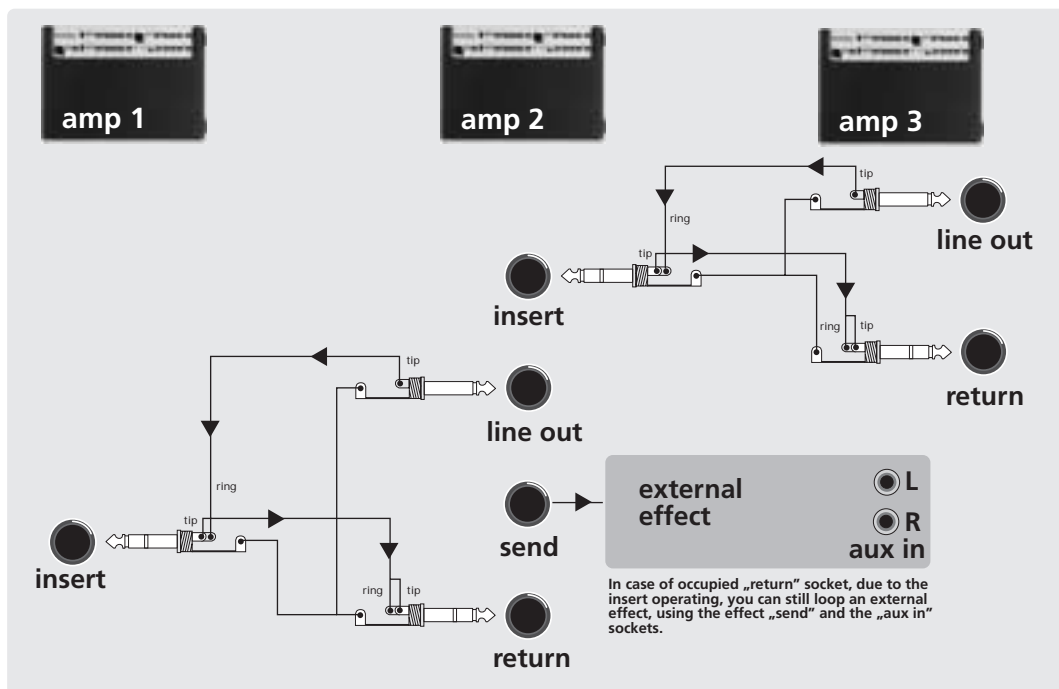 amp 1
amp 2
amp 3
tip
line out
ring
tip
insert
ring
tip
return
tip
line out
ring
tip
insert
send
external
effect
L
R
aux in
ring
tip
return
In case of occupied „return” socket, due to the
insert operating, you can still loop an external
effect, using the effect „send” and the „aux in”
sockets.